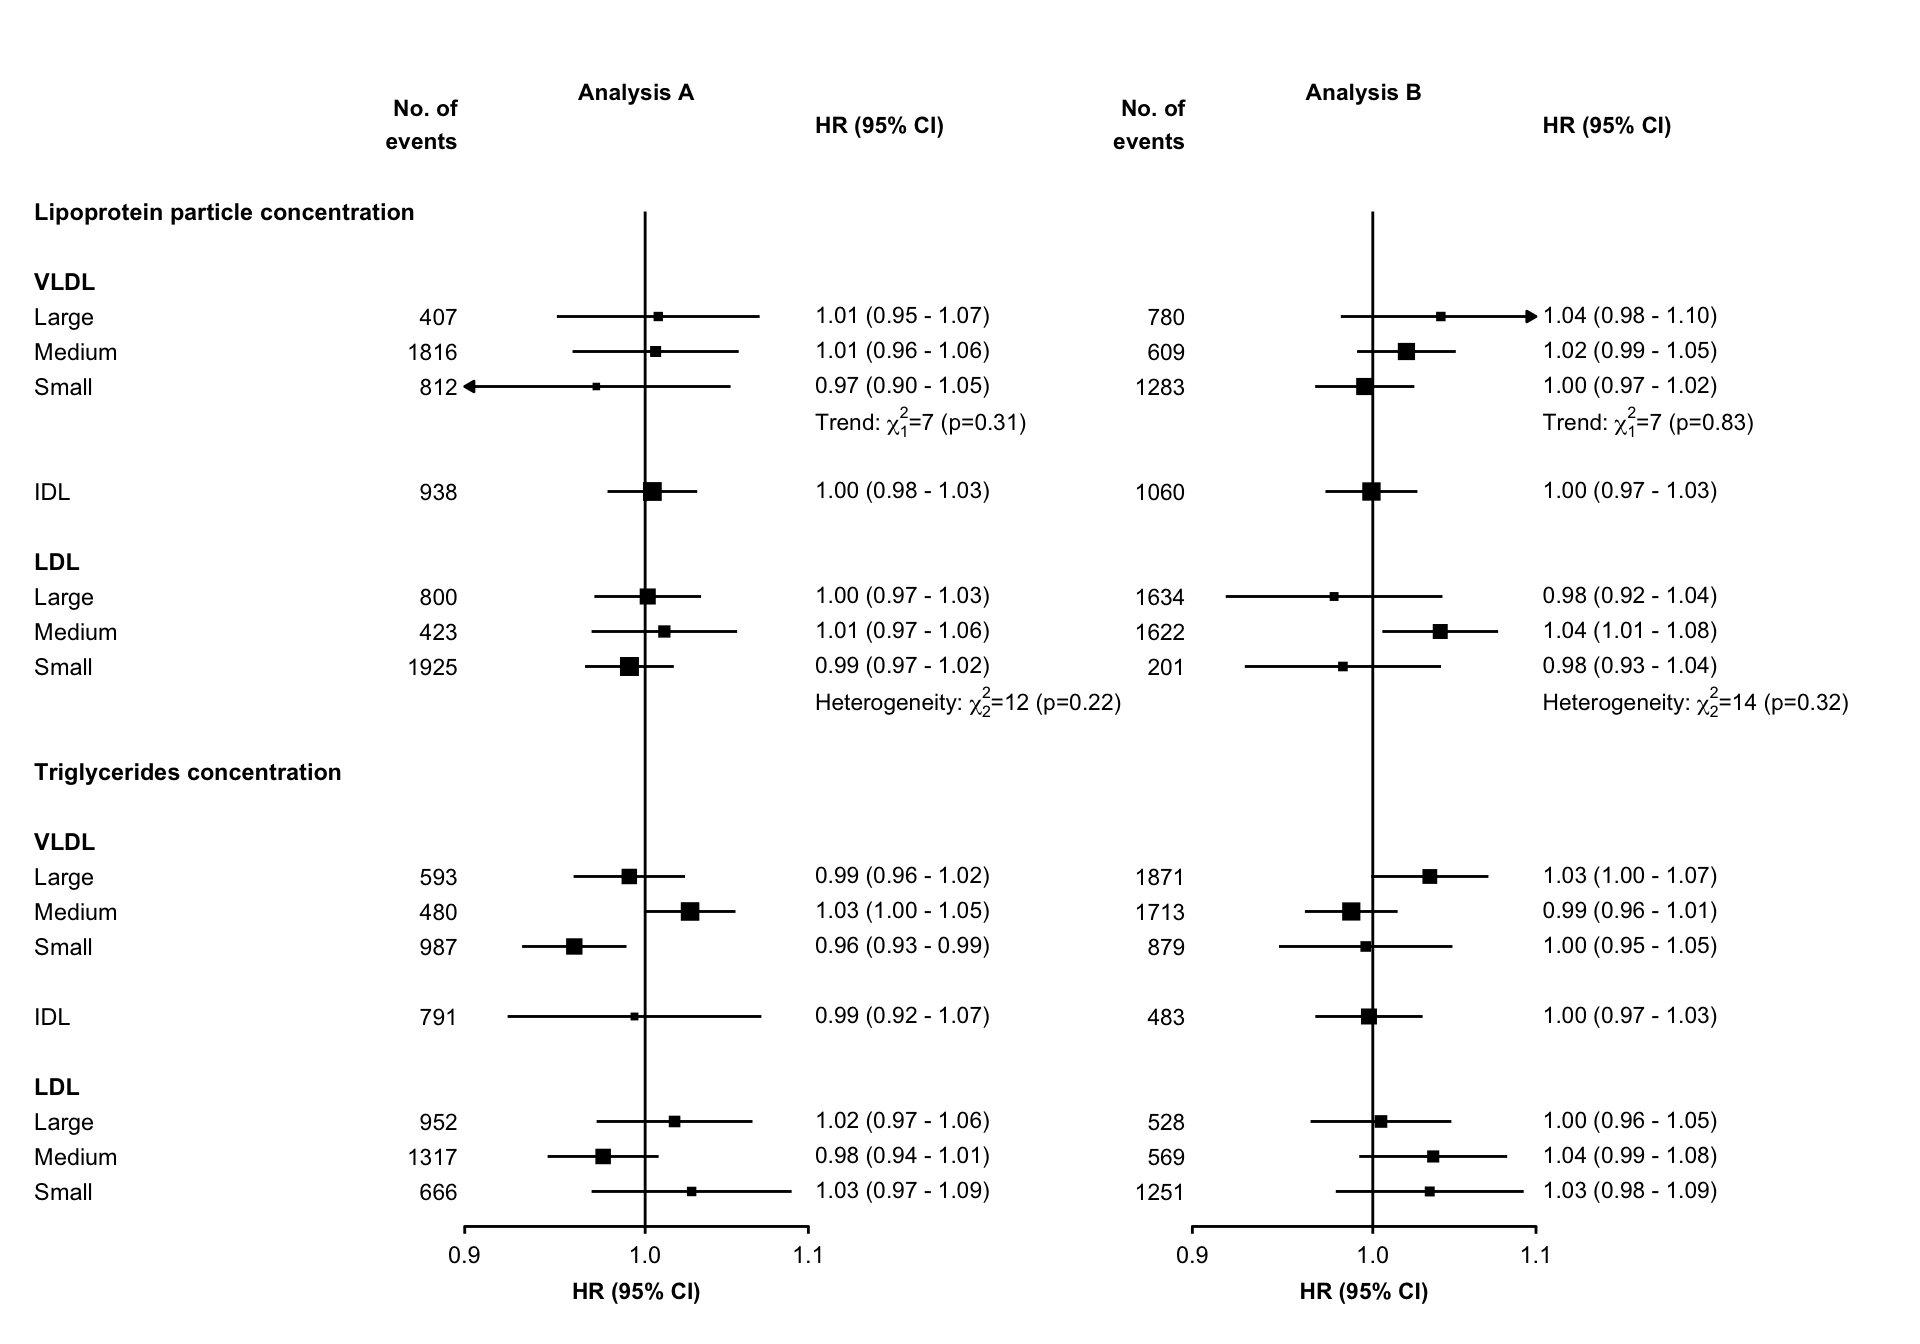 Analysis A Analysis B
No. of No. of
HR (95% CI) HR (95% CI)
events events
Lipoprotein particle concentration
VLDL
Large 407 1.01 (0.95 - 1.07) 780 1.04 (0.98 - 1.10)
Medium 1816 1.01 (0.96 - 1.06) 609 1.02 (0.99 - 1.05)
Small 812 0.97 (0.90 - 1.05) 1283 1.00 (0.97 - 1.02)
Trend: χ²₁=7 (p=0.31) Trend: χ²₁=7 (p=0.83)
IDL 938 1.00 (0.98 - 1.03) 1060 1.00 (0.97 - 1.03)
LDL
Large 800 1.00 (0.97 - 1.03) 1634 0.98 (0.92 - 1.04)
Medium 423 1.01 (0.97 - 1.06) 1622 1.04 (1.01 - 1.08)
Small 1925 0.99 (0.97 - 1.02) 201 0.98 (0.93 - 1.04)
Heterogeneity: χ²₂=12 (p=0.22) Heterogeneity: χ²₂=14 (p=0.32)
Triglycerides concentration
VLDL
Large 593 0.99 (0.96 - 1.02) 1871 1.03 (1.00 - 1.07)
Medium 480 1.03 (1.00 - 1.05) 1713 0.99 (0.96 - 1.01)
Small 987 0.96 (0.93 - 0.99) 879 1.00 (0.95 - 1.05)
IDL 791 0.99 (0.92 - 1.07) 483 1.00 (0.97 - 1.03)
LDL
Large 952 1.02 (0.97 - 1.06) 528 1.00 (0.96 - 1.05)
Medium 1317 0.98 (0.94 - 1.01) 569 1.04 (0.99 - 1.08)
Small 666 1.03 (0.97 - 1.09) 1251 1.03 (0.98 - 1.09)
0.9 1.0 1.1 0.9 1.0 1.1
HR (95% CI) HR (95% CI)